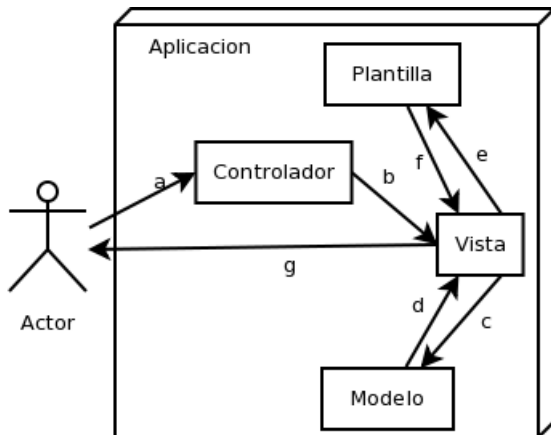 Aplicacion
Plantilla
f
e
a
Controlador
b
Vista
g
Actor
d
c
Modelo